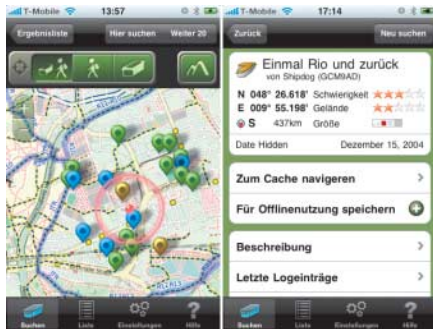 T-Mobile 13:57
Ergebnisliste Hier suchen Weiter 20
Suchen Liste Einstellungen Hilfe
T-Mobile 17:14
Zurück Neu suchen
Einmal Rio und zurück
von Shipdog (GCM9AD)
N 048° 26.618' Schwierigkeit
E 009° 55.198' Gelände
S 437km Größe
Date Hidden Dezember 15, 2004
Zum Cache navigieren
Für Offlinenutzung speichern
Beschreibung
Letzte Logeinträge
Suchen Liste Einstellungen Hilfe